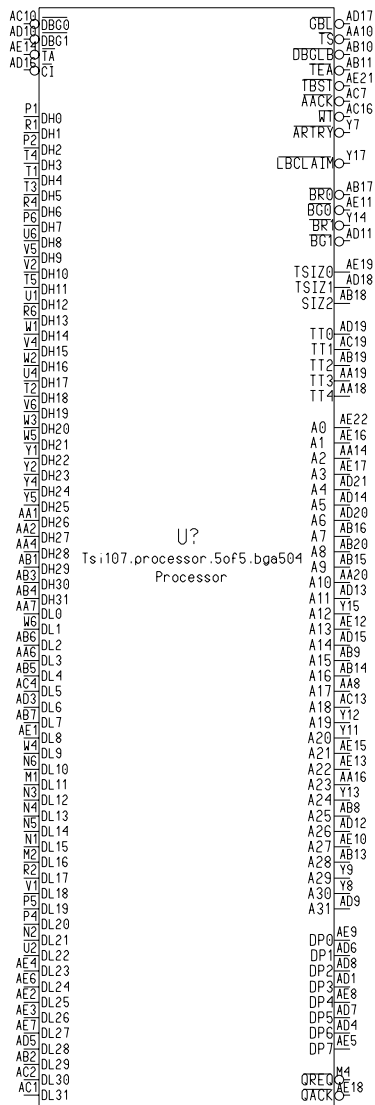 AC10 DBG0
AD10 DBG1
AE14 TA
AD16 CI
P1 DH0
R1 DH1
P2 DH2
T4 DH3
T1 DH4
T3 DH5
R4 DH6
P6 DH7
U6 DH8
V5 DH9
V2 DH10
T5 DH11
U1 DH12
R6 DH13
W1 DH14
V4 DH15
W2 DH16
U4 DH17
T2 DH18
V6 DH19
W3 DH20
W5 DH21
Y1 DH22
Y2 DH23
Y4 DH24
Y5 DH25
AA1 DH26
AA2 DH27
AA4 DH28
AB1 DH29
AB3 DH30
AB4 DH31
AA7 DL0
W6 DL1
AB6 DL2
AA6 DL3
AB5 DL4
AC4 DL5
AD3 DL6
AB7 DL7
AE1 DL8
W4 DL9
N6 DL10
M1 DL11
N3 DL12
N4 DL13
N5 DL14
N1 DL15
M2 DL16
R2 DL17
V1 DL18
P5 DL19
P4 DL20
N2 DL21
U2 DL22
AE4 DL23
AE6 DL24
AE2 DL25
AE3 DL26
AE7 DL27
AD5 DL28
AB2 DL29
AC2 DL30
AC1 DL31
U?
Tsi107.processor.5of5.bga504
Processor
GBL AD17
TS AA10
DBGLB AB10
TEA AB11
TBST AE21
AACK AC7
WT AC16
ARTRY Y7
LBCLAIM Y17
BR0 AB17
BG0 AE11
BR1 Y14
BG1 AD11
TSIZ0 AE19
TSIZ1 AD18
SIZ2 AB18
TT0 AD19
TT1 AC19
TT2 AB19
TT3 AA19
TT4 AA18
A0 AE22
A1 AE16
A2 AA14
A3 AE17
A4 AD21
A5 AD14
A6 AD20
A7 AB16
A8 AB20
A9 AB15
A10 AA20
A11 AD13
A12 Y15
A13 AE12
A14 AD15
A15 AB9
A16 AB14
A17 AA8
A18 AC13
A19 Y12
A20 Y11
A21 AE15
A22 AE13
A23 AA16
A24 Y13
A25 AB8
A26 AD12
A27 AE10
A28 AB13
A29 Y9
A30 Y8
A31 AD9
DP0 AE9
DP1 AD6
DP2 AD8
DP3 AD1
DP4 AE8
DP5 AD7
DP6 AD4
DP7 AE5
QREQ M4
QACK AE18